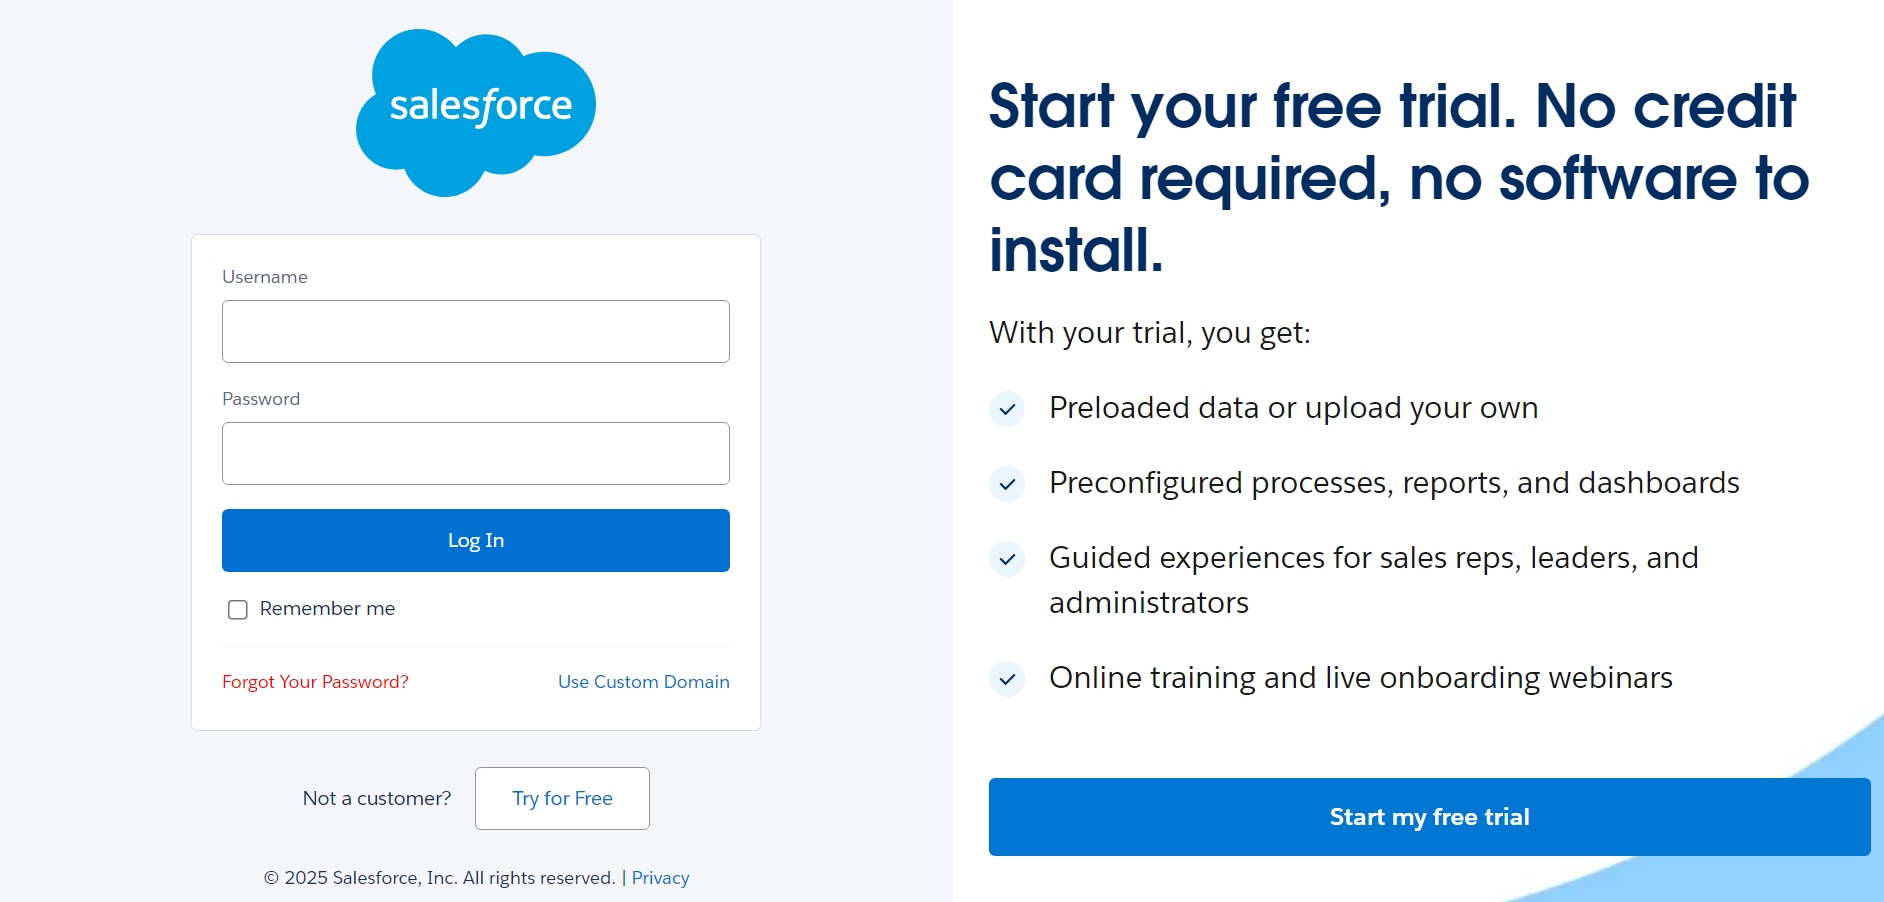 salesforce
Username
Password
Log In
Remember me
Forgot Your Password?
Use Custom Domain
Not a customer?
Try for Free
© 2025 Salesforce, Inc. All rights reserved. | Privacy
Start your free trial. No credit
card required, no software to
install.
With your trial, you get:
Preloaded data or upload your own
Preconfigured processes, reports, and dashboards
Guided experiences for sales reps, leaders, and
administrators
Online training and live onboarding webinars
Start my free trial